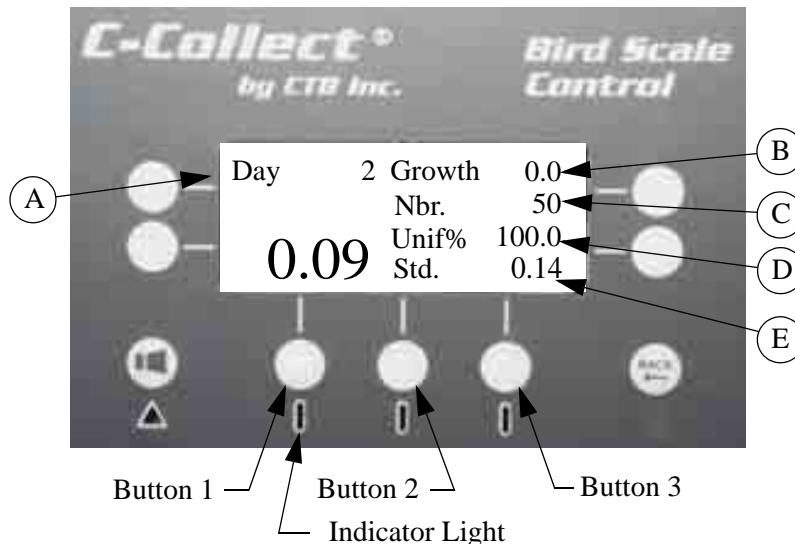 C-Collect®
by CTB Inc.
Bird Scale
Control
A
Day 2 Growth 0.0
Nbr. 50
0.09 Unif% 100.0
Std. 0.14
B
C
D
E
BACK
Button 1
Button 2
Button 3
Indicator Light